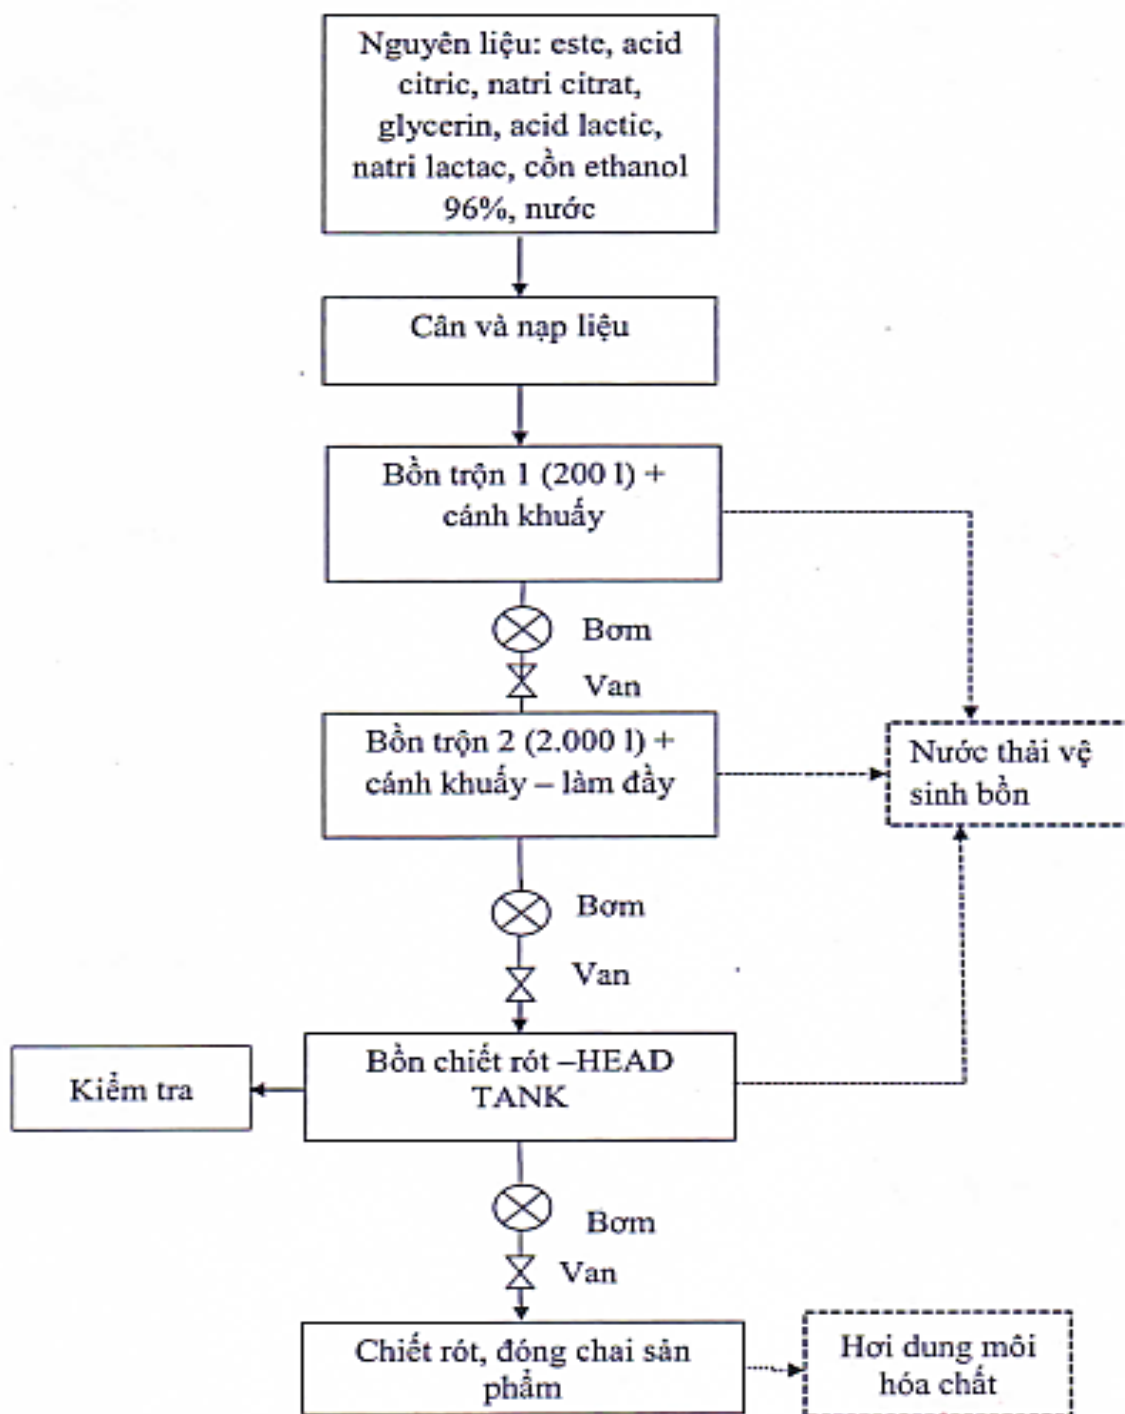 Nguyên liệu: este, acid
citric, natri citrat,
glycerin, acid lactic,
natri lactac, cồn ethanol
96%, nước
Cân và nạp liệu
Bồn trộn 1 (200 l) +
cánh khuấy
Bơm
Van
Bồn trộn 2 (2.000 l) +
cánh khuấy – làm đầy
Nước thải vệ
sinh bồn
Bơm
Van
Bồn chiết rót –HEAD
TANK
Kiểm tra
Bơm
Van
Chiết rót, đóng chai sản
phẩm
Hơi dung môi
hóa chất